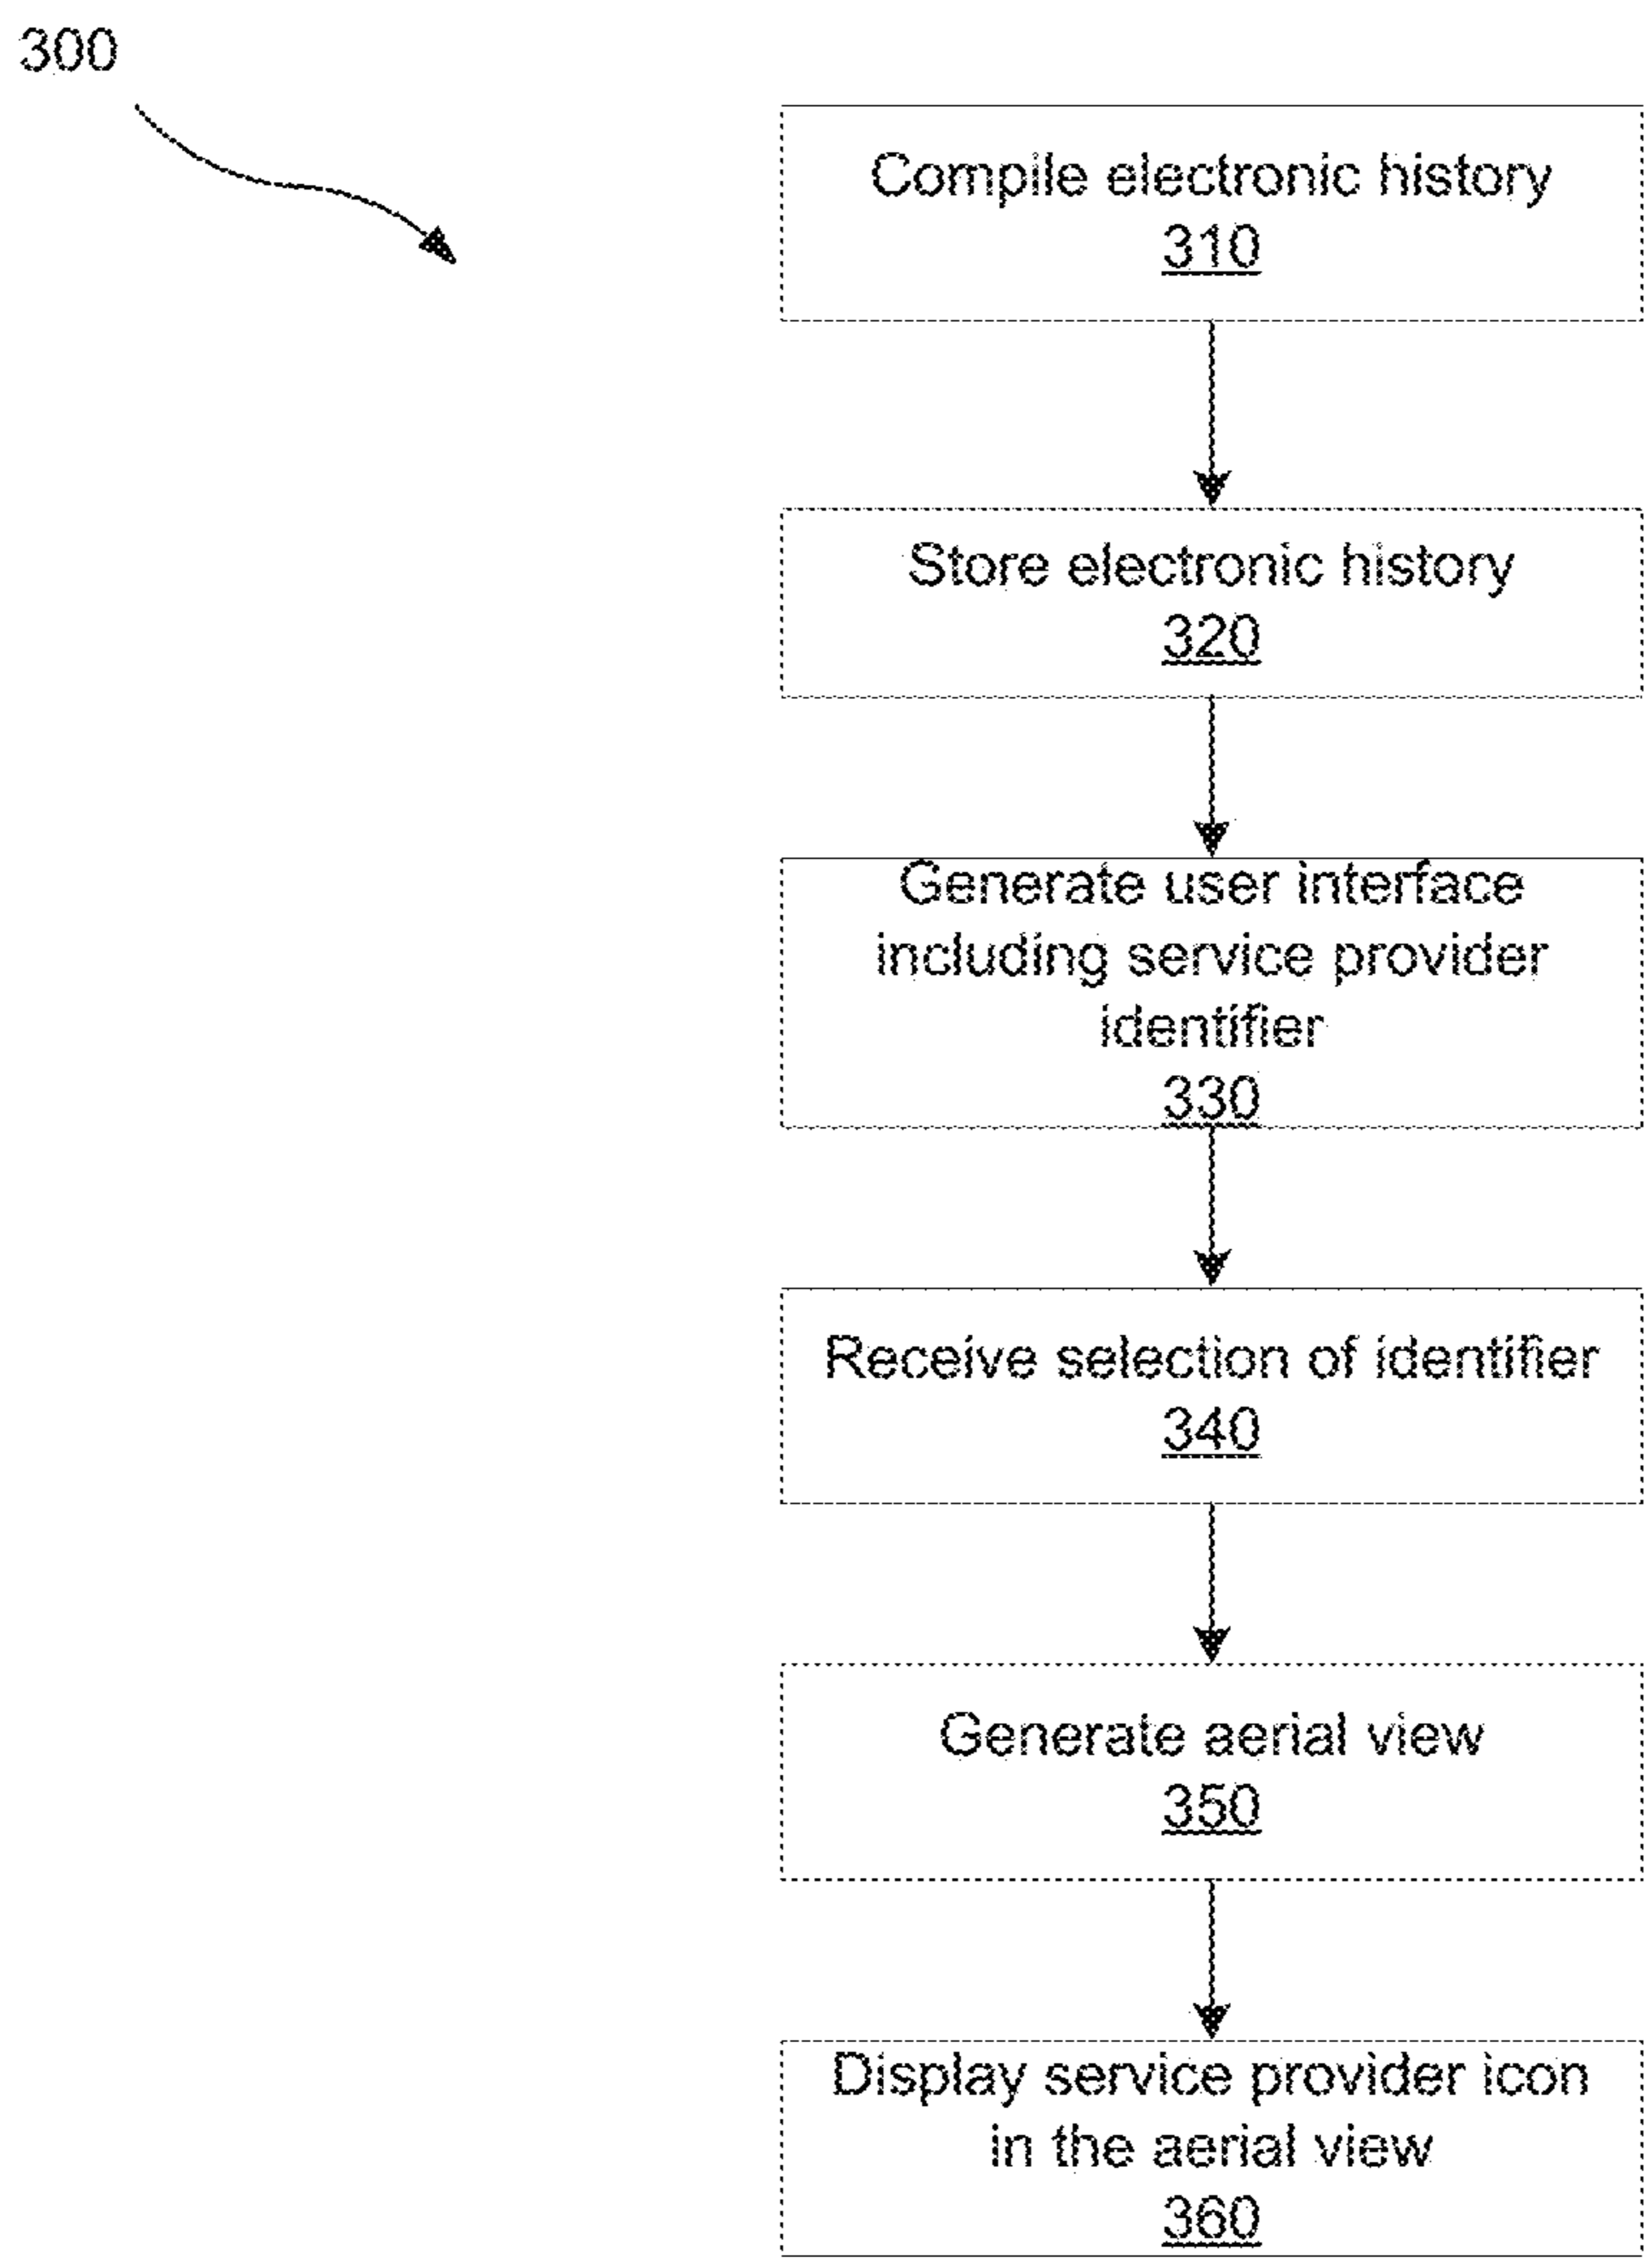 300
Compile electronic history
310
Store electronic history
320
Generate user interface
including service provider
identifier
330
Receive selection of identifier
340
Generate aerial view
350
Display service provider icon
in the aerial view
360